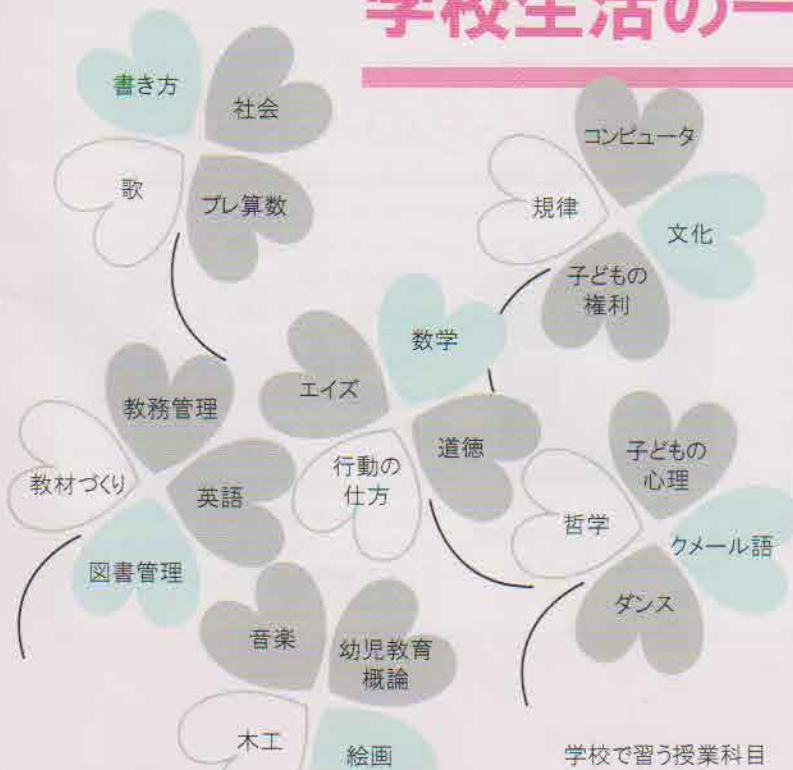 学校生活の一
書き方
社会
歌
プレ算数
コンピュータ
規律
文化
子どもの
権利
数学
エイズ
道徳
行動の
仕方
教務管理
教材づくり
英語
図書管理
子どもの
心理
哲学
クメール語
ダンス
音楽
幼児教育
概論
木工
絵画
学校で習う授業科目